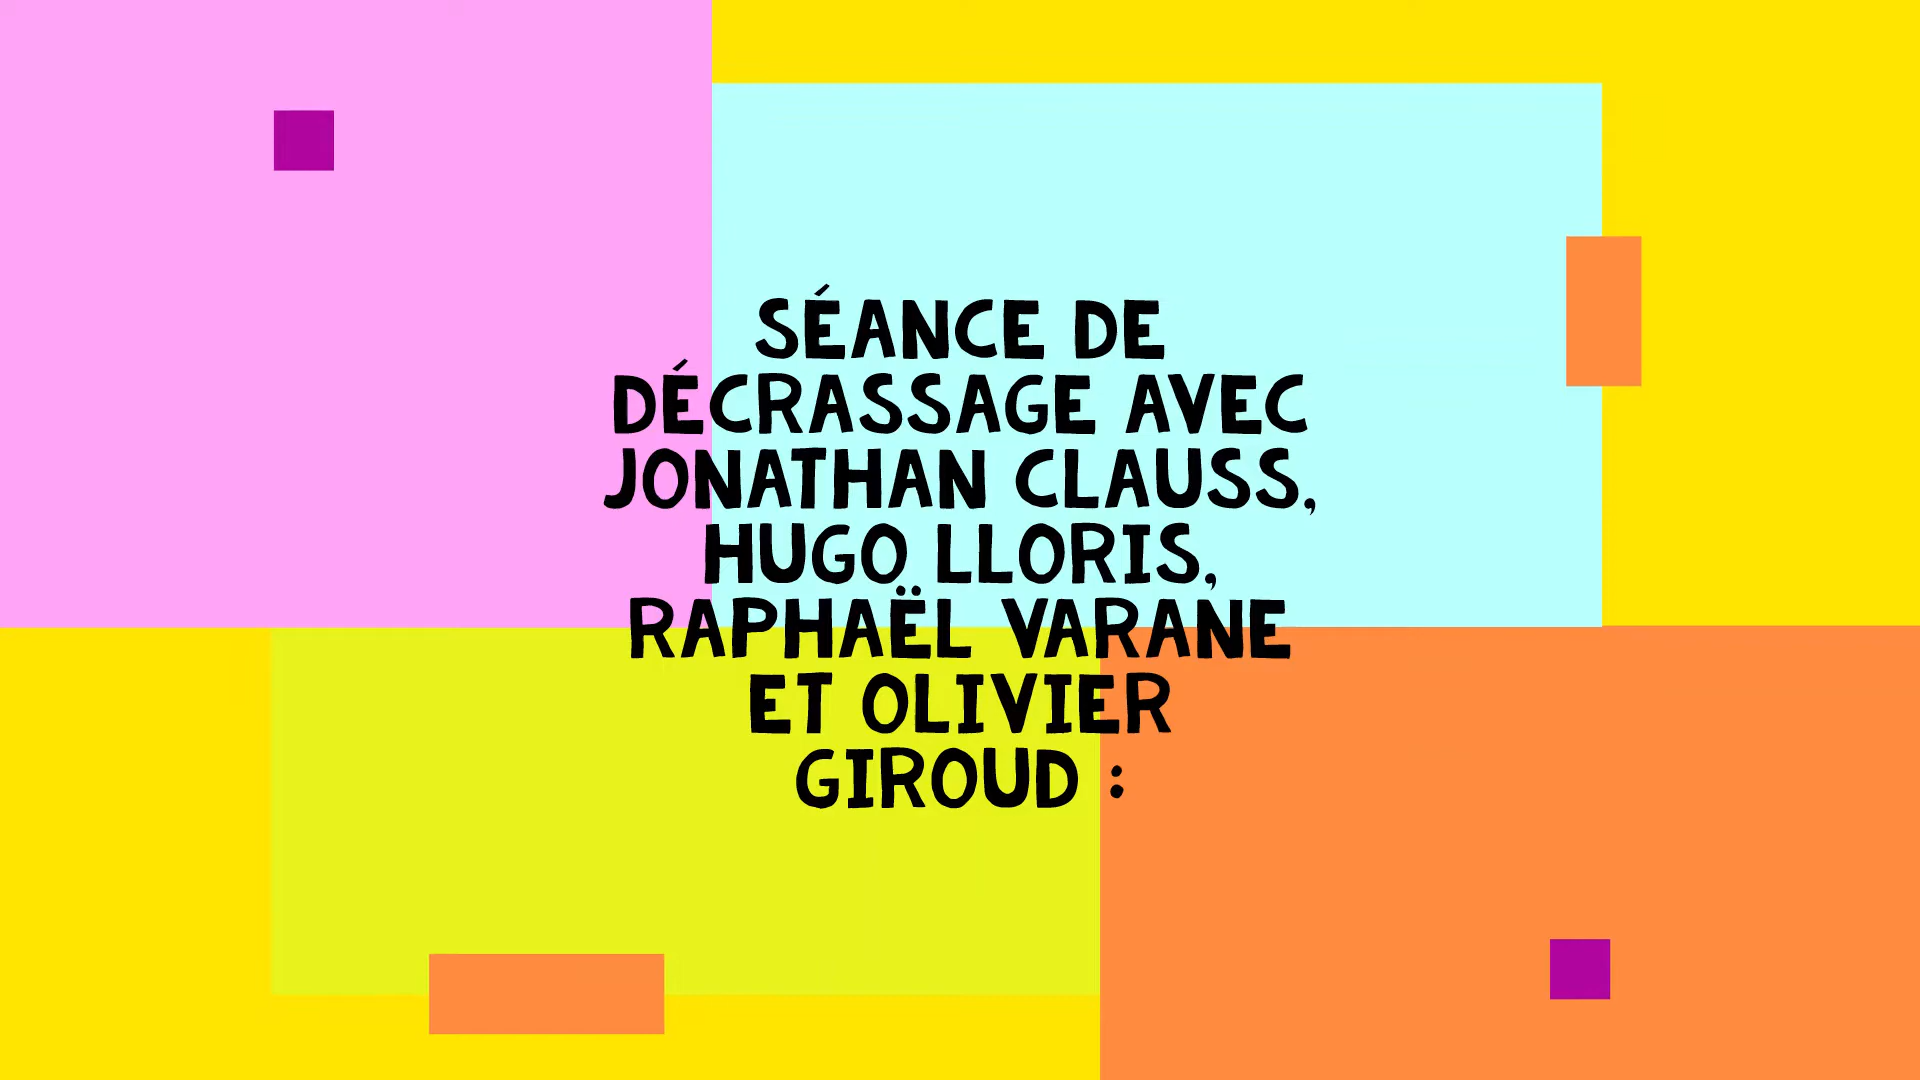 SÉANCE DE
DÉCRASSAGE AVEC
JONATHAN CLAUSS,
HUGO LLORIS,
RAPHAËL VARANE
ET OLIVIER
GIROUD :